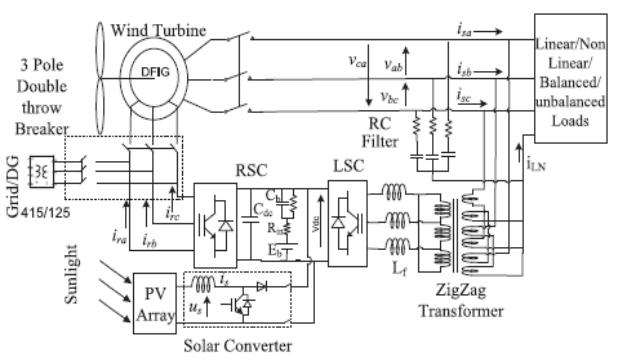 Wind Turbine
DFIG
3 Pole
Double
throw
Breaker
Grid/DG
415/125
i_ra
i_rb
i_rc
i_sa
i_sb
i_sc
v_ca
v_ab
v_bc
Linear/Non
Linear/
Balanced/
unbalanced
Loads
RC
Filter
i_LN
RSC
LSC
C_dc
C_b
R_in
E_b
V_dc
L_f
ZigZag
Transformer
Sunlight
PV
Array
i_s
u_s
Solar Converter